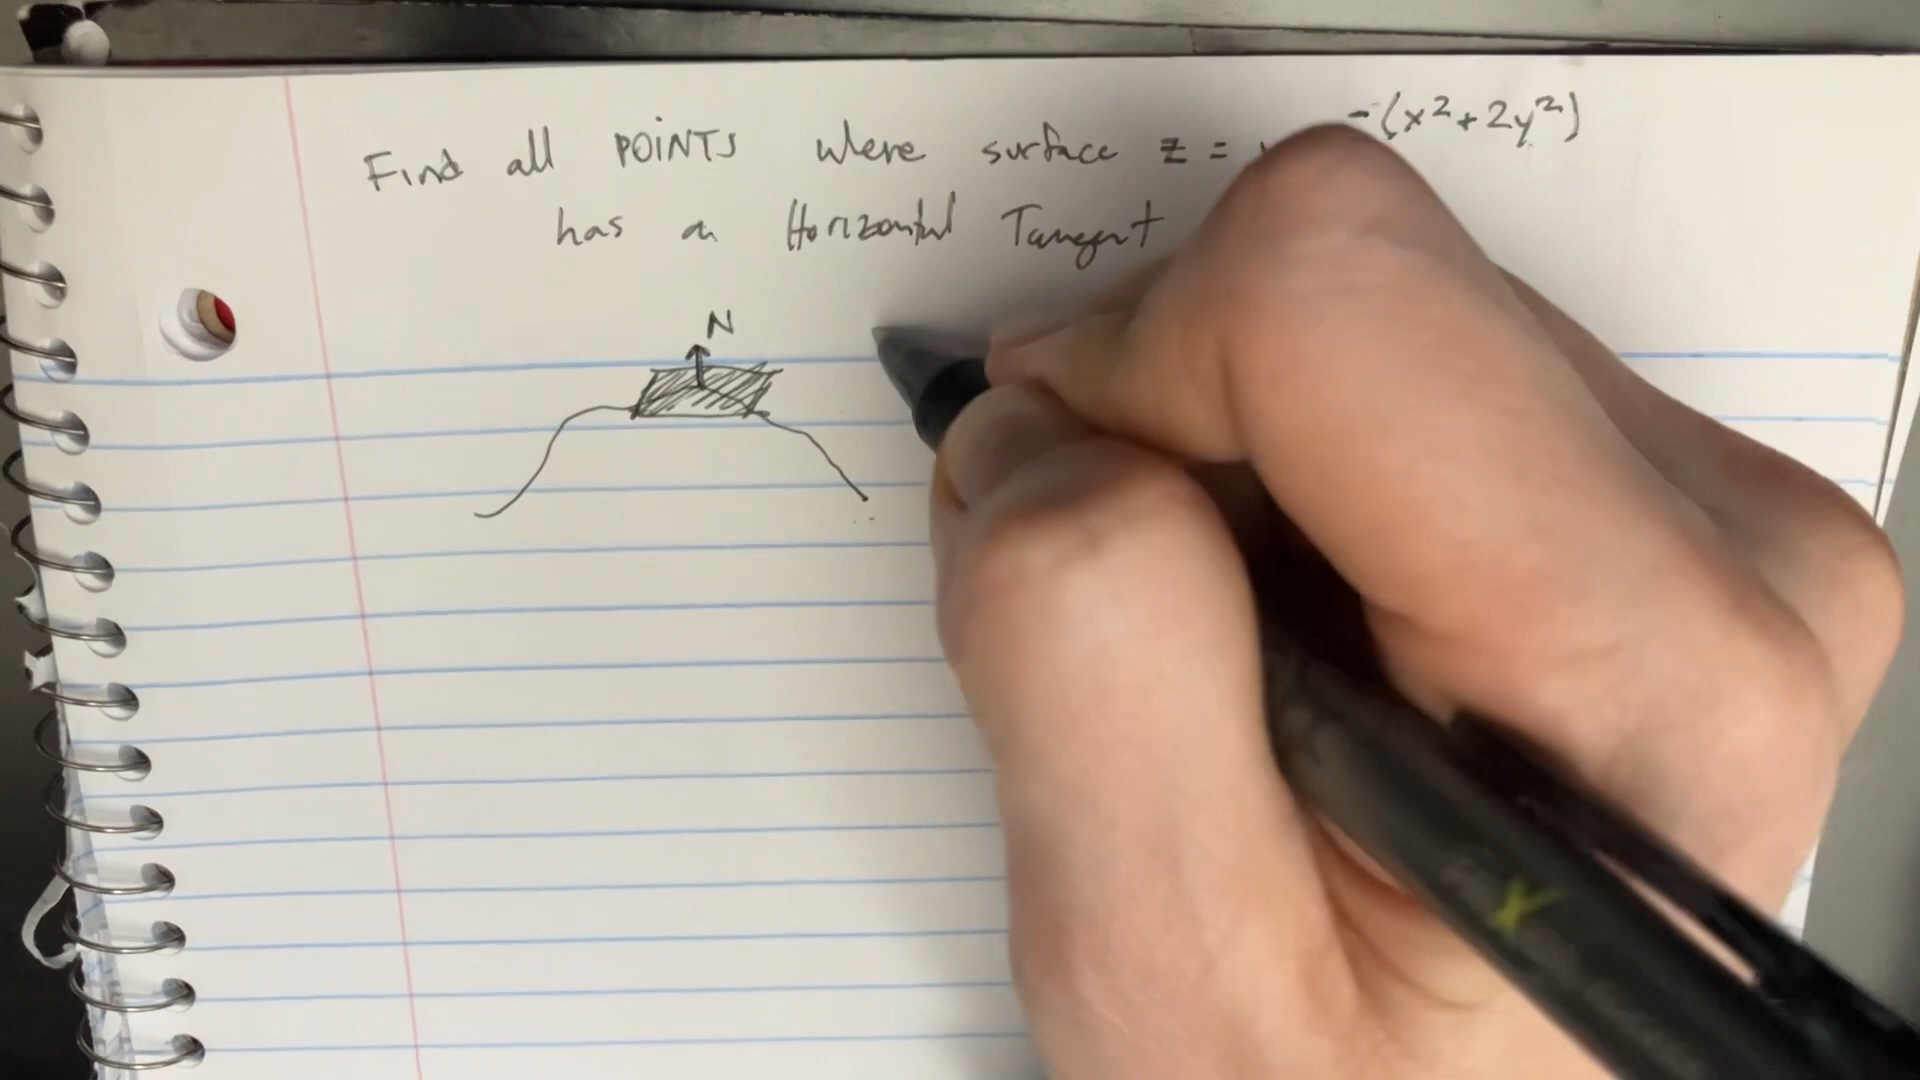 Find all POINTS where surface z = -(x²+2y²)
has a Horizontal Tangent
N